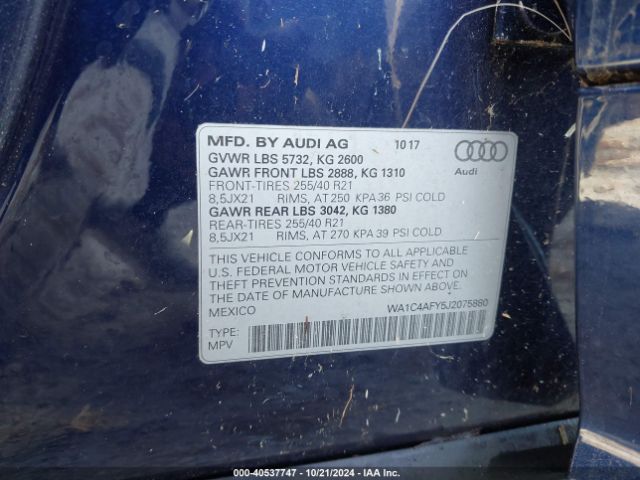 MFD. BY AUDI AG 10 17
GVWR LBS 5732, KG 2600
GAWR FRONT LBS 2888, KG 1310
FRONT-TIRES 255/40 R21
8,5JX21 RIMS, AT 250 KPA 36 PSI COLD
GAWR REAR LBS 3042, KG 1380
REAR-TIRES 255/40 R21
8,5JX21 RIMS, AT 270 KPA 39 PSI COLD
Audi
THIS VEHICLE CONFORMS TO ALL APPLICABLE
U.S. FEDERAL MOTOR VEHICLE SAFETY AND
THEFT PREVENTION STANDARDS IN EFFECT ON
THE DATE OF MANUFACTURE SHOWN ABOVE.
MEXICO WA1C4AFY5J2075880
TYPE:
MPV
000-40537747 - 10/21/2024 - IAA Inc.